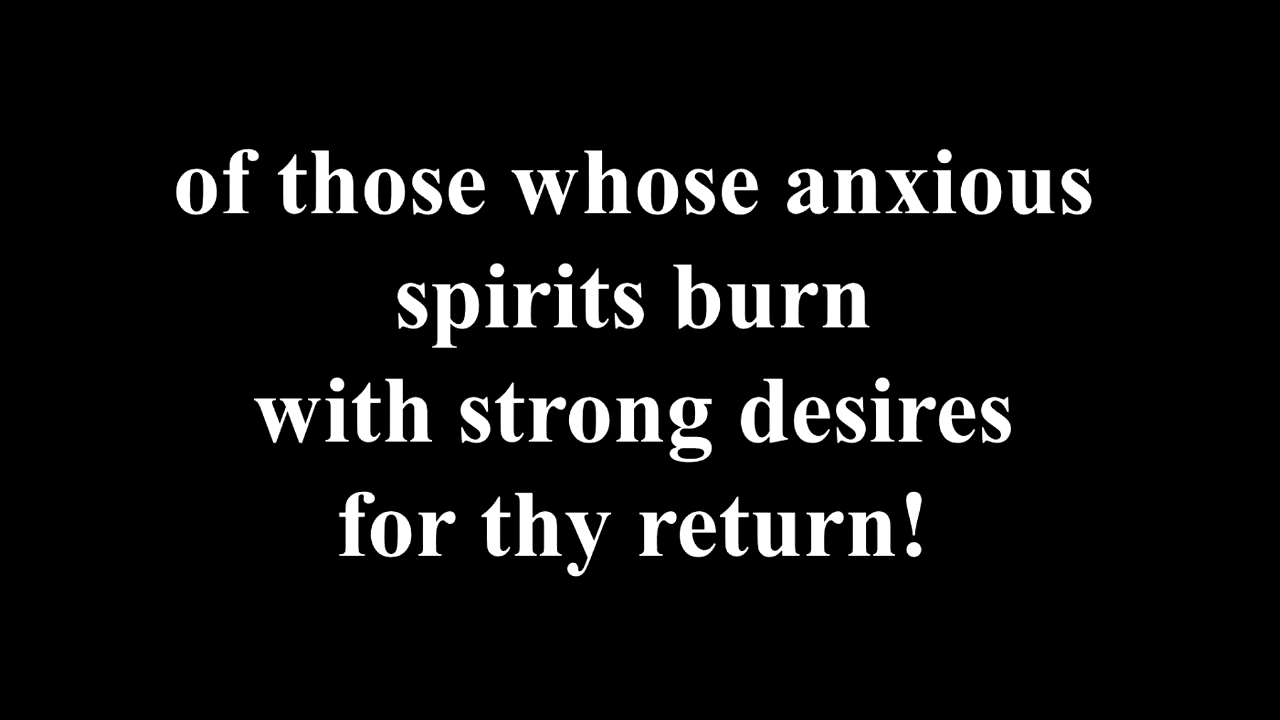 of those whose anxious
spirits burn
with strong desires
for thy return!